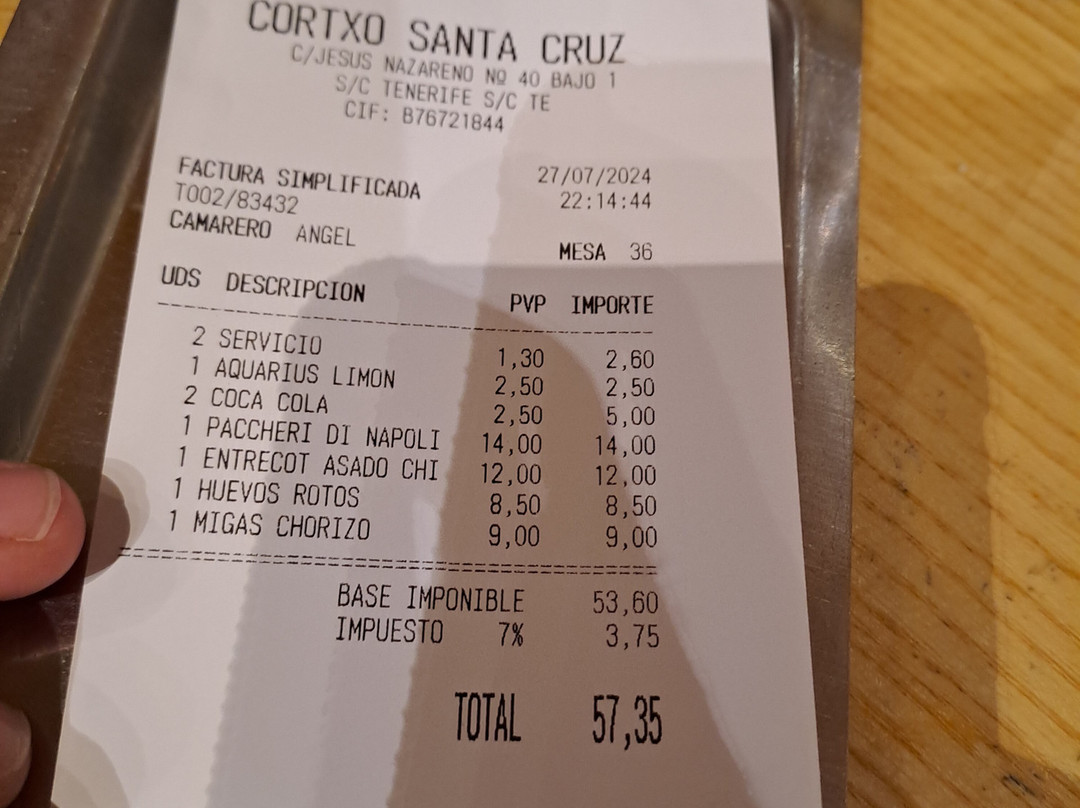 CORTXO SANTA CRUZ
C/JESUS NAZARENO Nº 40 BAJO 1
S/C TENERIFE S/C TE
CIF: B76721844
FACTURA SIMPLIFICADA 27/07/2024
T002/83432 22:14:44
CAMARERO ANGEL MESA 36
UDS DESCRIPCION PVP IMPORTE
2 SERVICIO 1,30 2,60
1 AQUARIUS LIMON 2,50 2,50
2 COCA COLA 2,50 5,00
1 PACCHERI DI NAPOLI 14,00 14,00
1 ENTRECOT ASADO CHI 12,00 12,00
1 HUEVOS ROTOS 8,50 8,50
1 MIGAS CHORIZO 9,00 9,00
BASE IMPONIBLE 53,60
IMPUESTO 7% 3,75
TOTAL 57,35